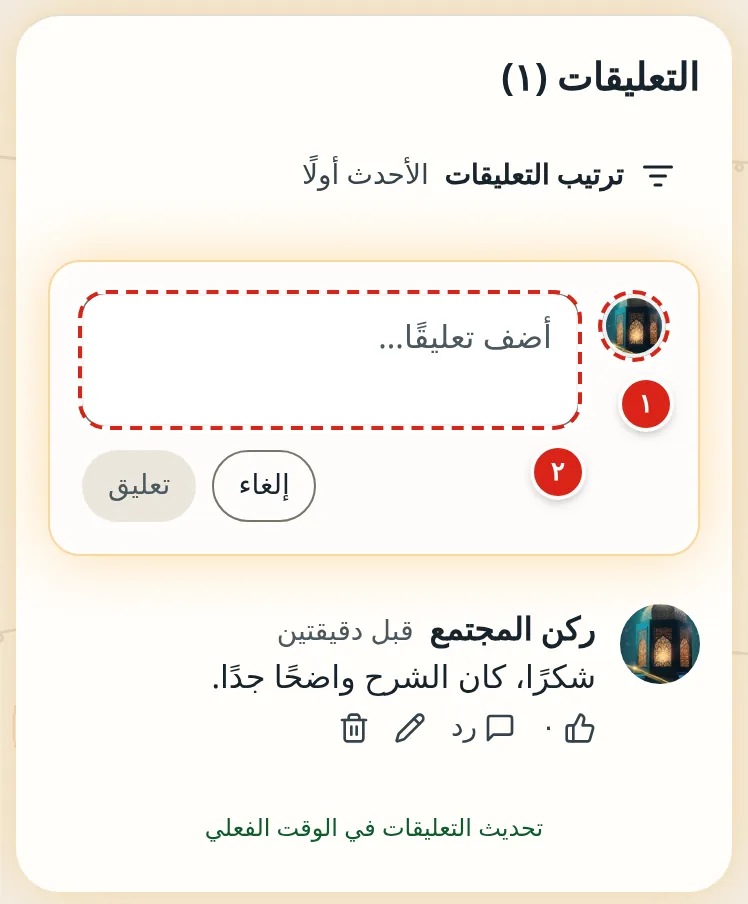 التعليقات (١)
ترتيب التعليقات الأحدث أولًا
أضف تعليقًا...
١
٢
إلغاء تعليق
ركن المجتمع قبل دقيقتين
شكرًا، كان الشرح واضحًا جدًا.
· رد
تحديث التعليقات في الوقت الفعلي